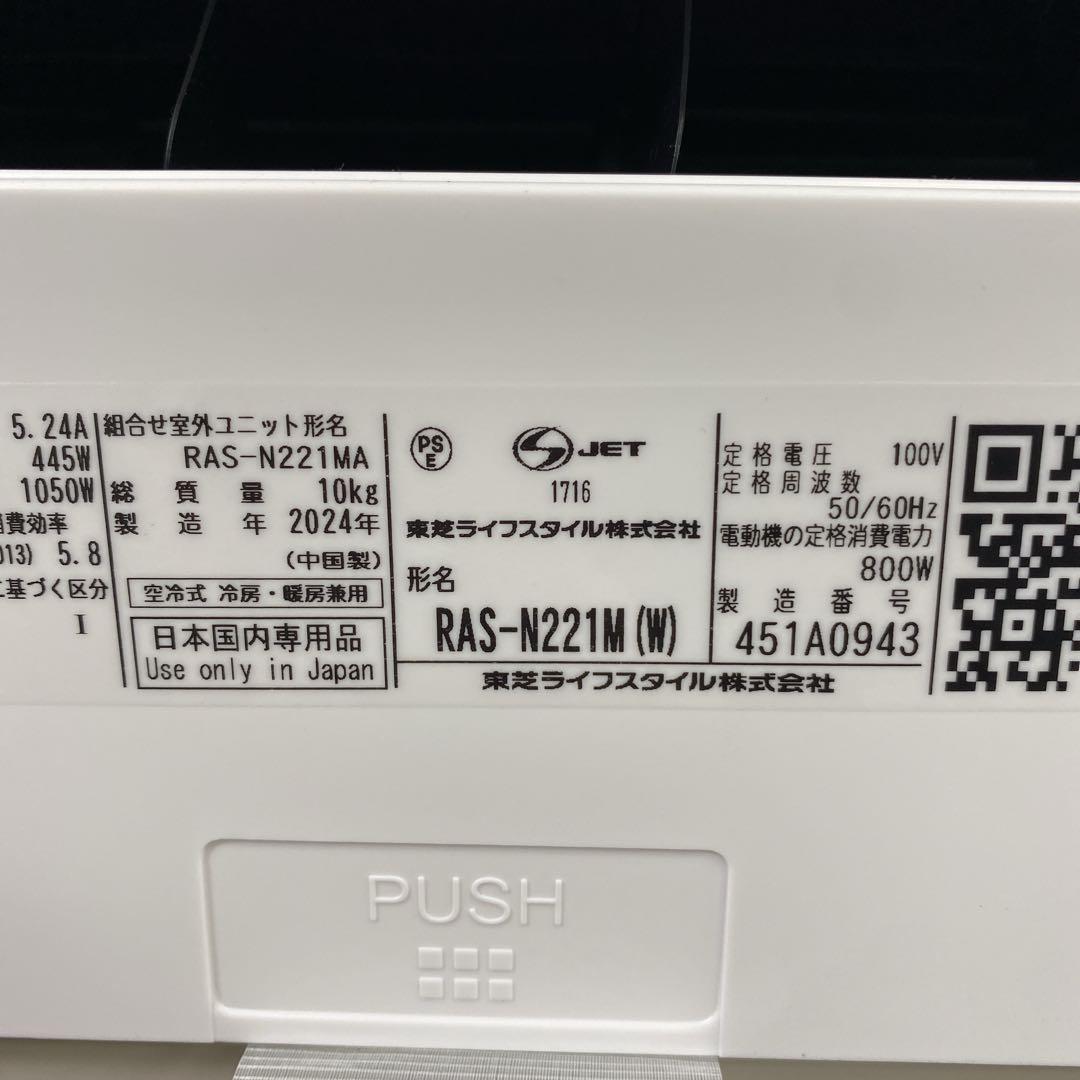 5.24A
445W
1050W
消費効率
013) 5.8
基づく区分
I
組合せ室外ユニット形名
RAS-N221MA
総質量 10kg
製造年 2024年
(中国製)
空冷式 冷房・暖房兼用
日本国内専用品
Use only in Japan
PS
E
JET
1716
東芝ライフスタイル株式会社
形名
RAS-N221M(W)
東芝ライフスタイル株式会社
定格電圧 100V
定格周波数
50/60Hz
電動機の定格消費電力
800W
製造番号
451A0943
PUSH